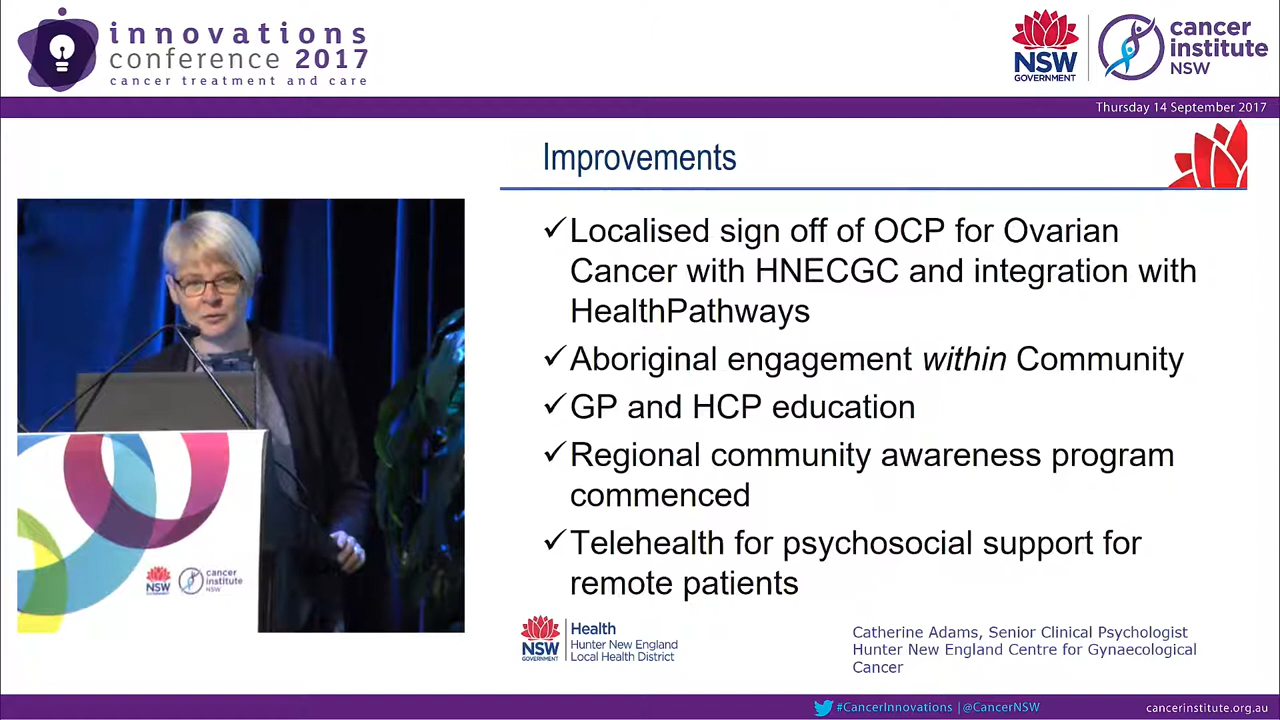 innovations
conference 2017
cancer treatment and care
NSW
GOVERNMENT
cancer
institute
NSW
Thursday 14 September 2017
Improvements
✓Localised sign off of OCP for Ovarian
Cancer with HNECGC and integration with
HealthPathways
✓Aboriginal engagement within Community
✓GP and HCP education
✓Regional community awareness program
commenced
✓Telehealth for psychosocial support for
remote patients
NSW
GOVERNMENT
cancer
institute
NSW
NSW
GOVERNMENT
Health
Hunter New England
Local Health District
Catherine Adams, Senior Clinical Psychologist
Hunter New England Centre for Gynaecological
Cancer
#CancerInnovations | @CancerNSW
cancerinstitute.org.au